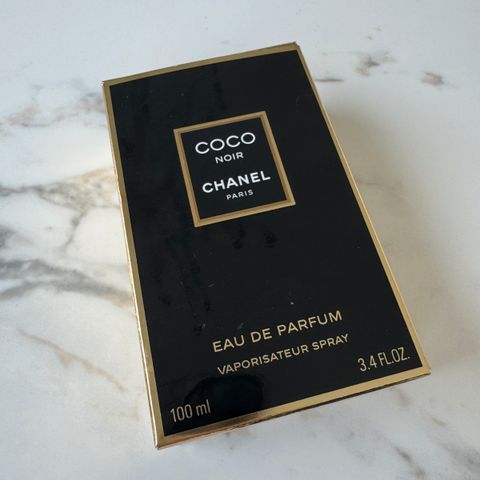 COCO
NOIR
CHANEL
PARIS
EAU DE PARFUM
VAPORISATEUR SPRAY
100 ml
3.4 FL.OZ.